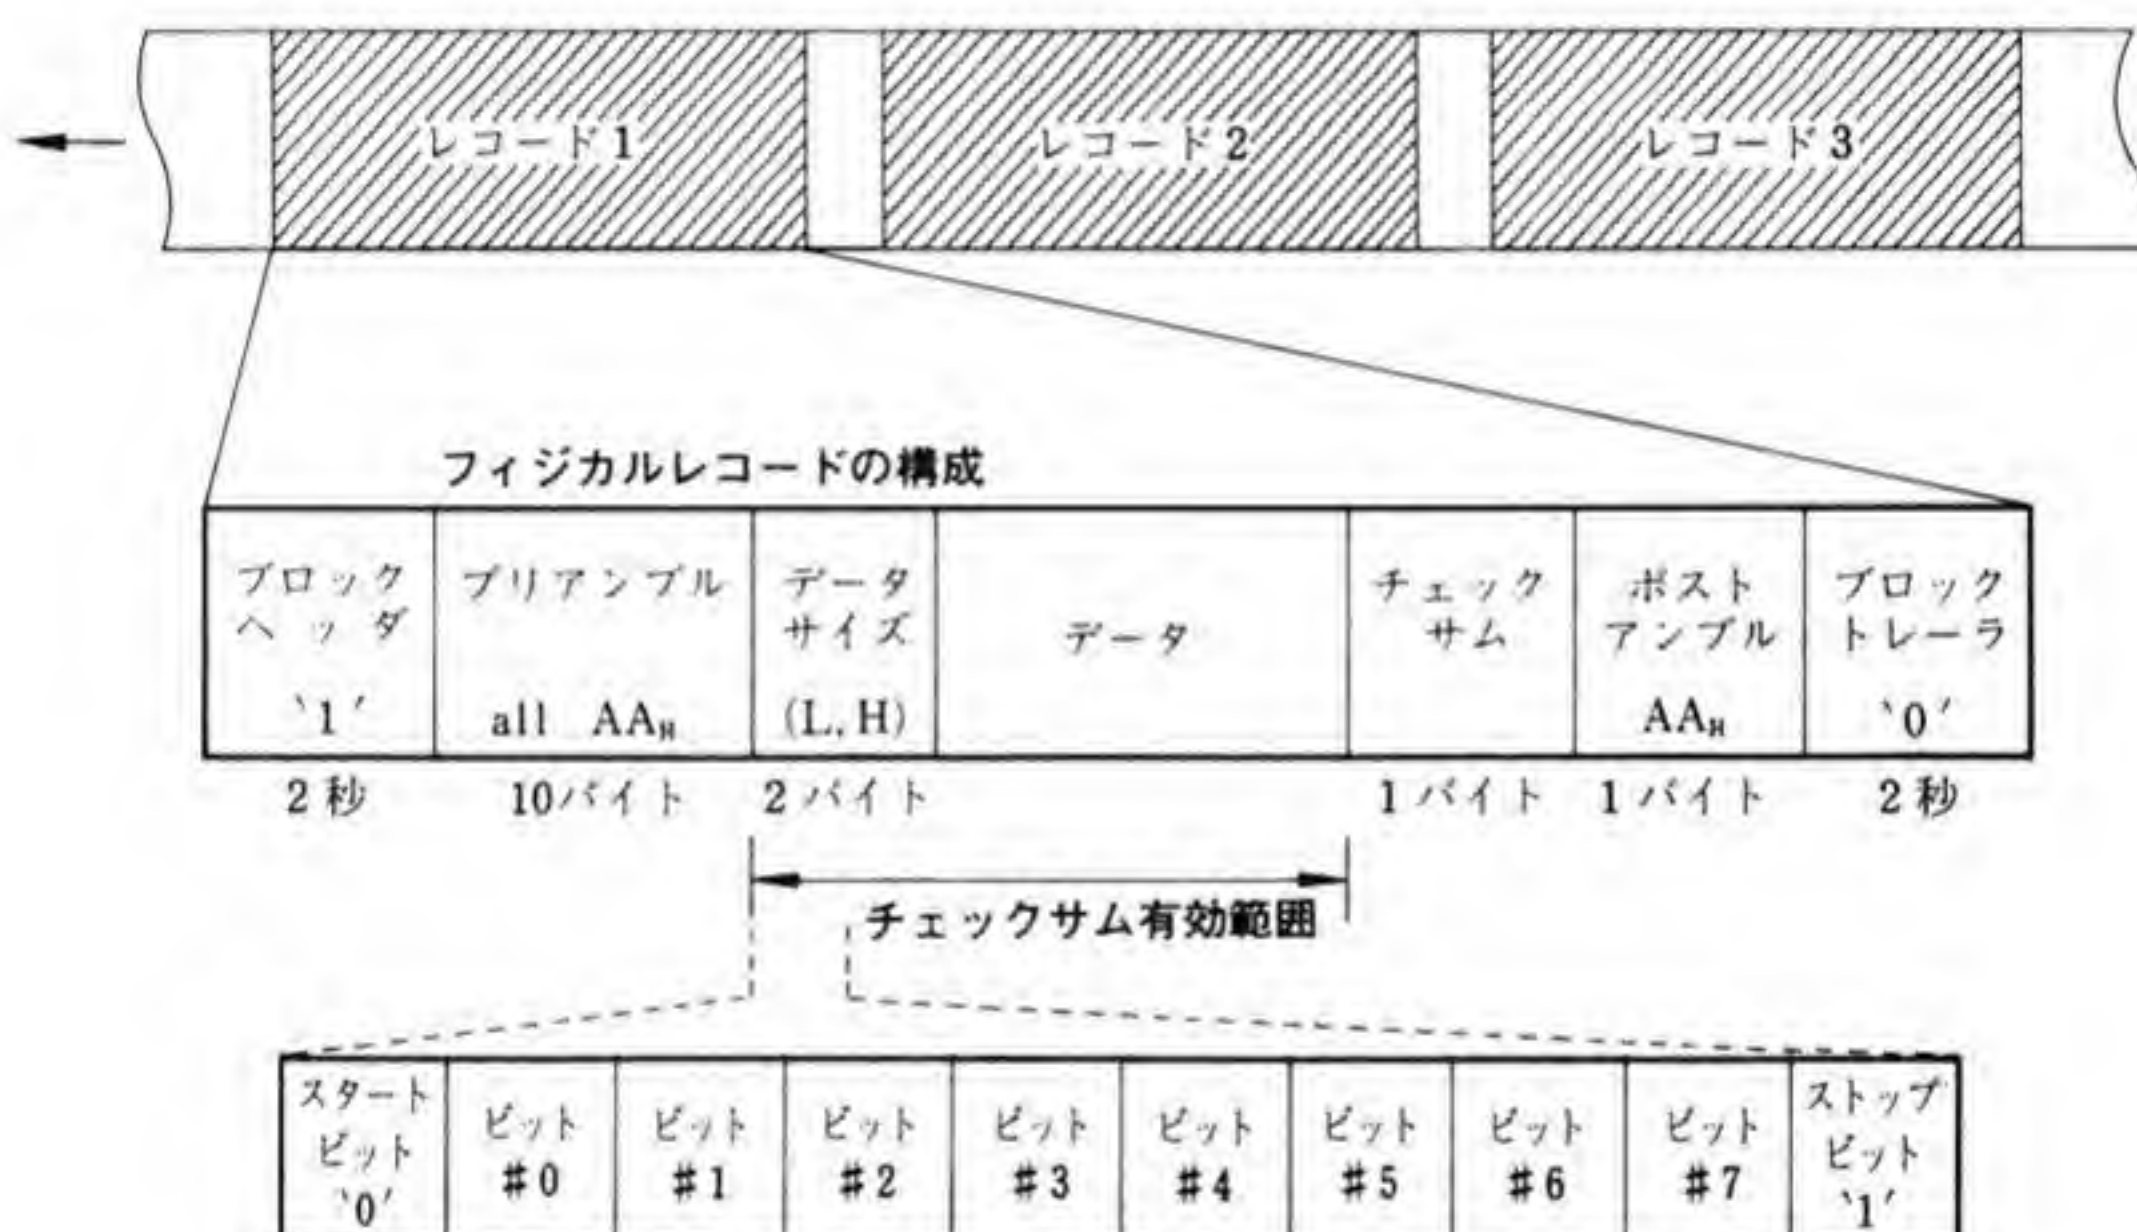 レコード1 レコード2 レコード3
フィジカルレコードの構成
ブロック プリアンブル データ チェック ポスト ブロック
ヘッダ サイズ データ サム アンブル トレーラ
`1´ all AAH (L, H) AAH `0´
2秒 10バイト 2バイト 1バイト 1バイト 2秒
チェックサム有効範囲
スタート ストップ
ビット ビット ビット ビット ビット ビット ビット ビット ビット ビット
`0´ #0 #1 #2 #3 #4 #5 #6 #7 `1´